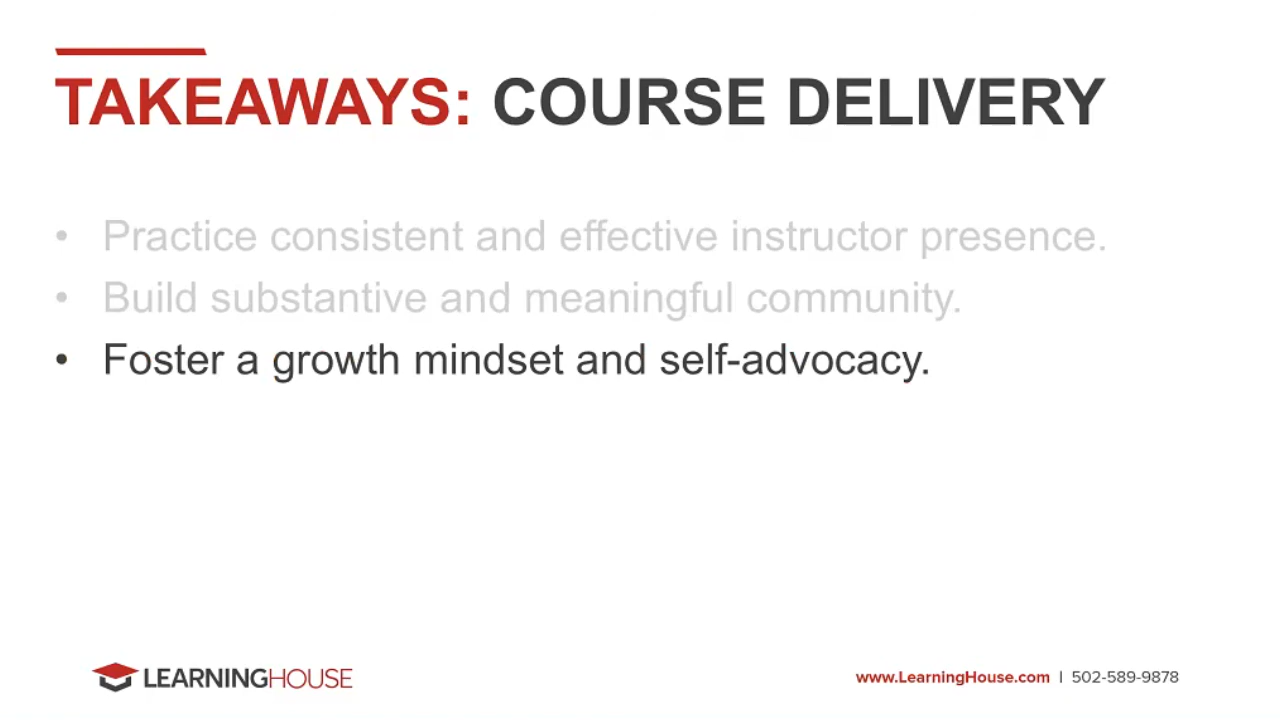 TAKEAWAYS: COURSE DELIVERY
• Practice consistent and effective instructor presence.
• Build substantive and meaningful community.
• Foster a growth mindset and self-advocacy.
LEARNINGHOUSE
www.LearningHouse.com | 502-589-9878